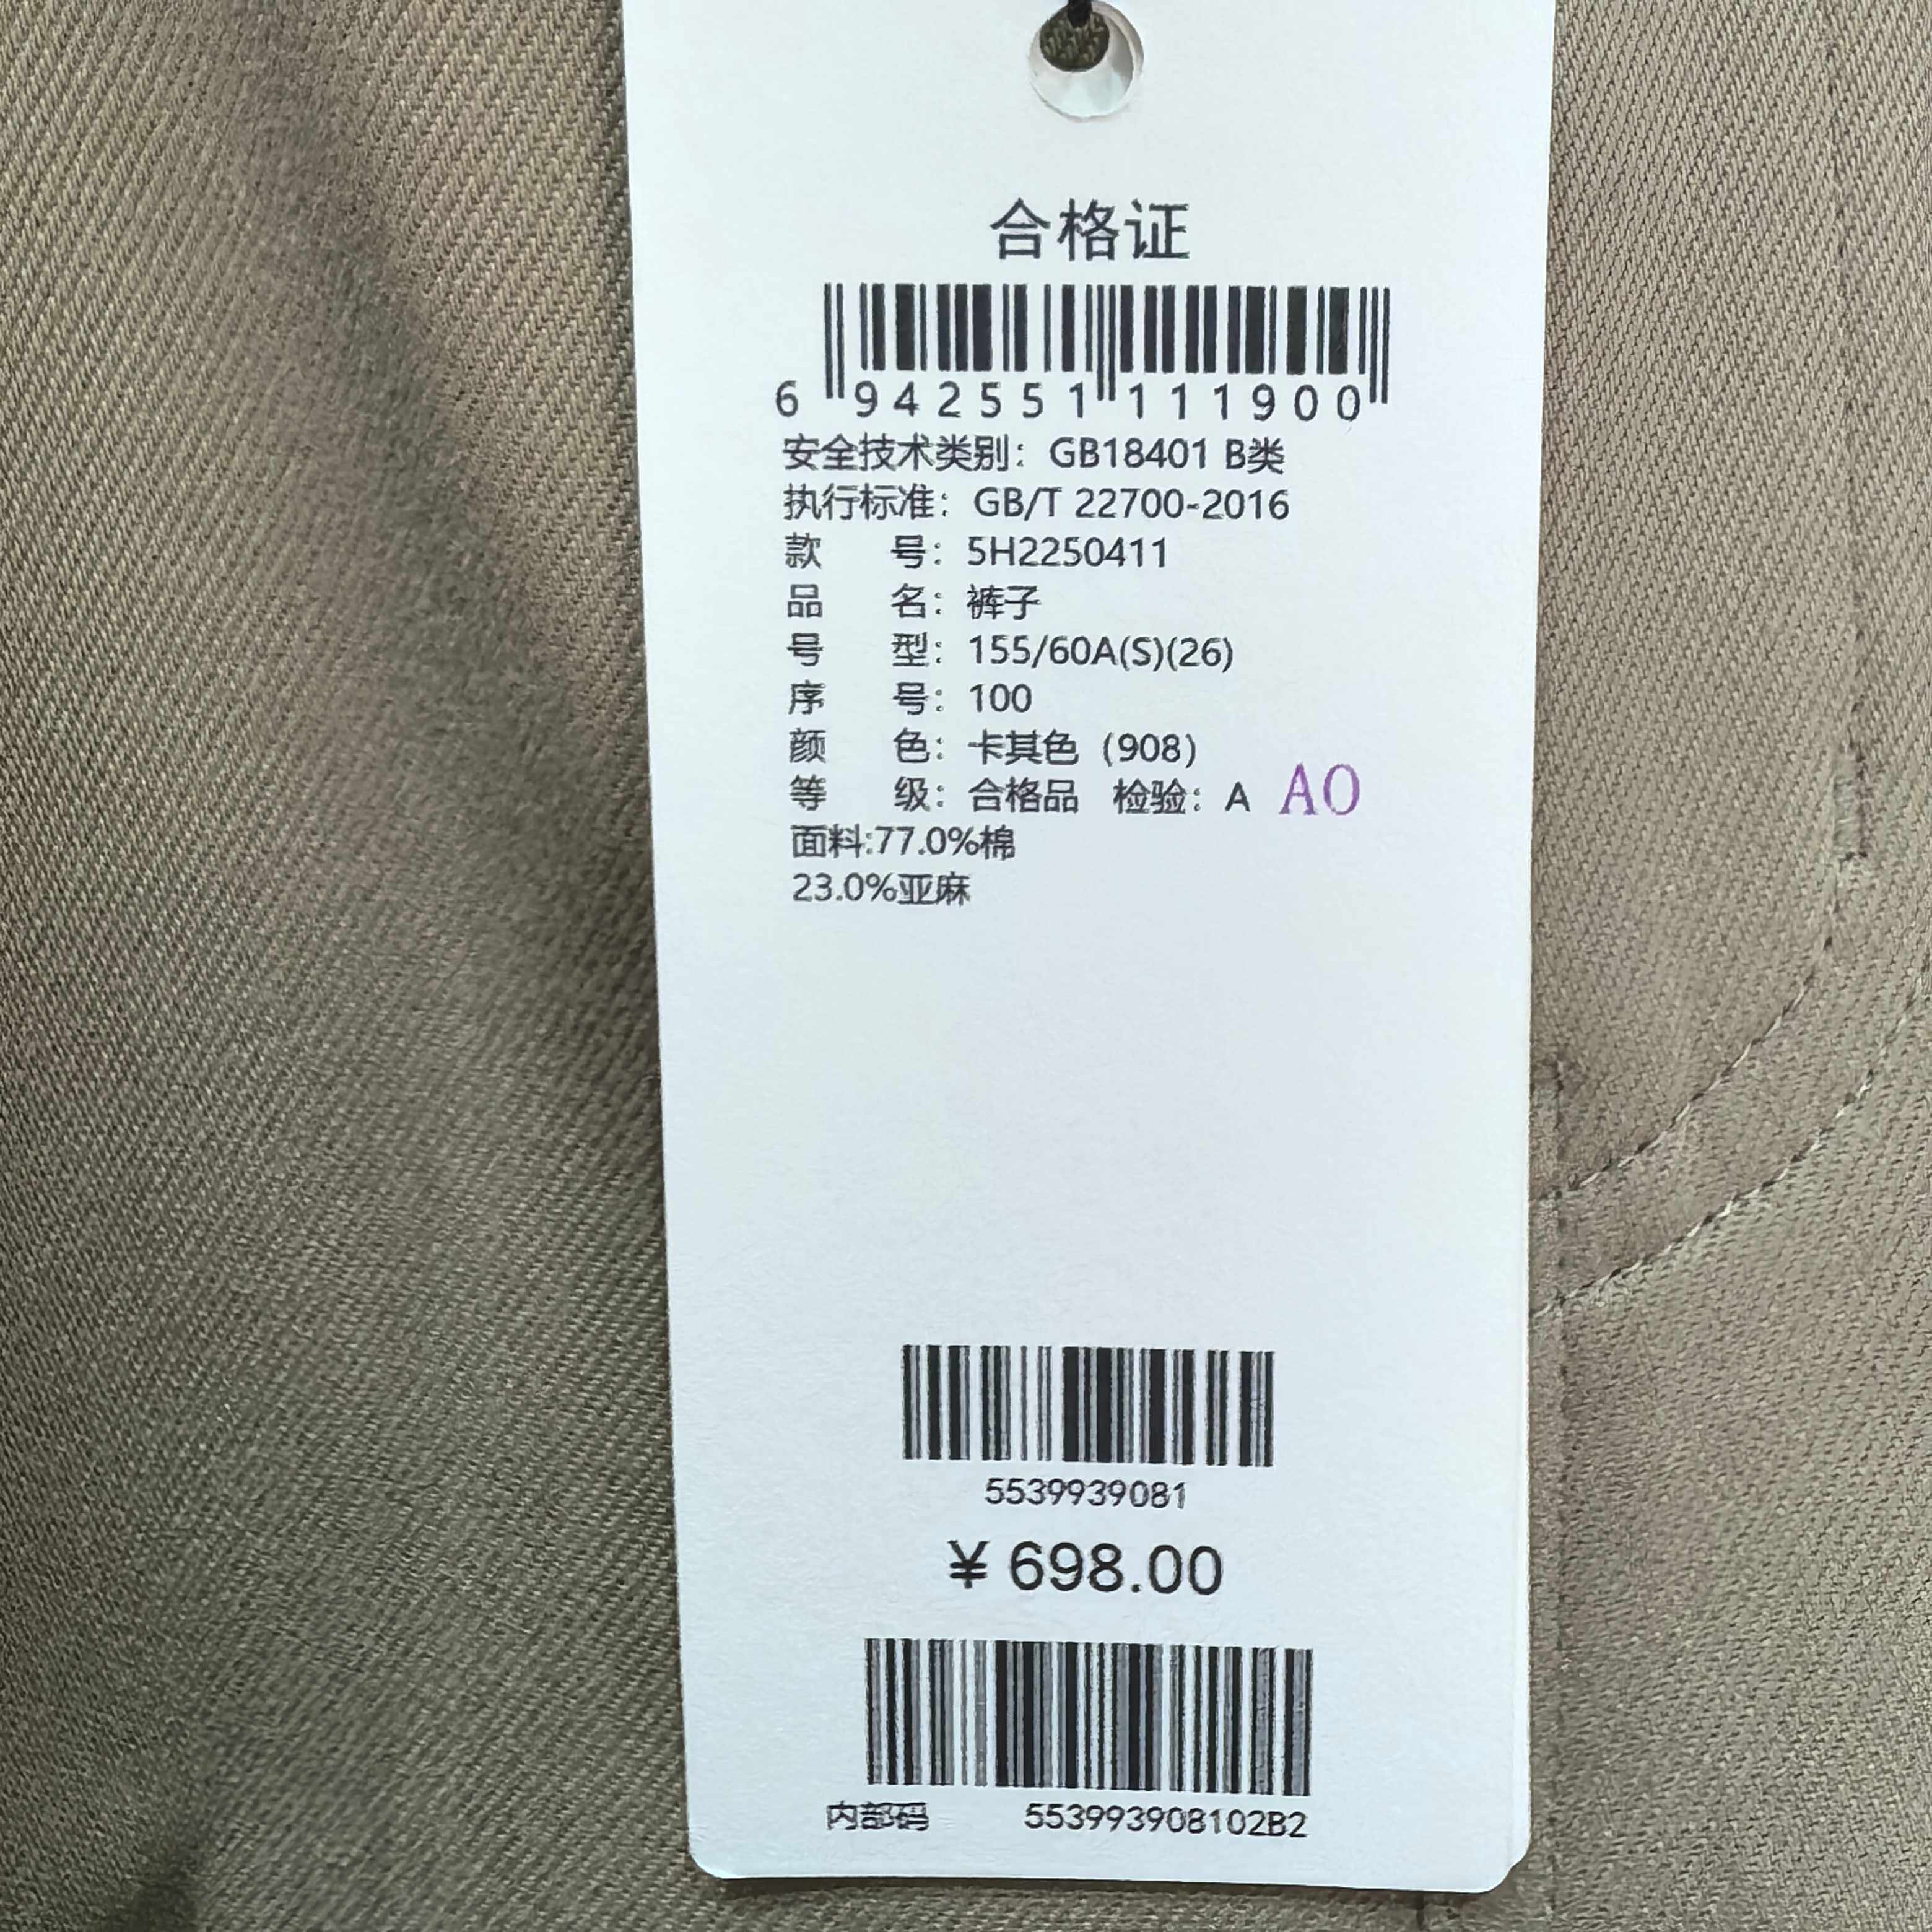 合格证
6 942551 111900
安全技术类别：GB18401 B类
执行标准：GB/T 22700-2016
款 号：5H2250411
品 名：裤子
号 型：155/60A(S)(26)
序 号：100
颜 色：卡其色（908）
等 级：合格品 检验：A AO
面料:77.0%棉
23.0%亚麻
5539939081
¥ 698.00
内部码 553993908102B2